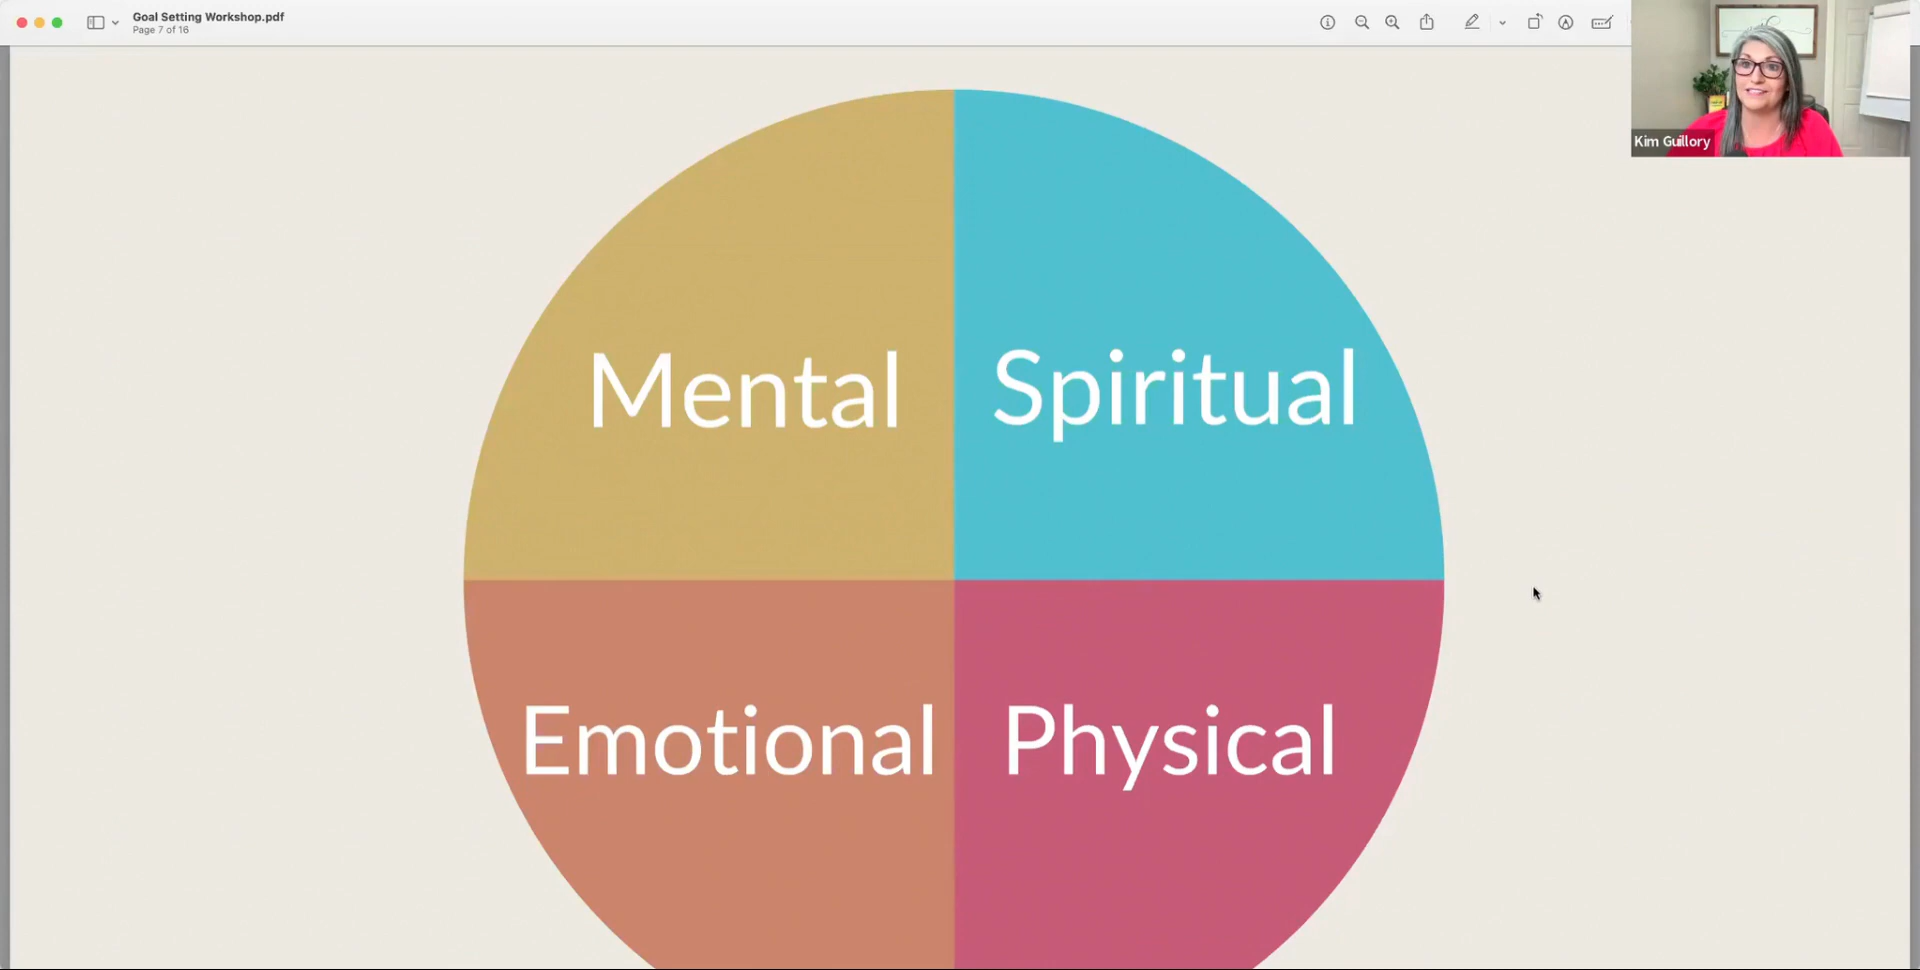 Goal Setting Workshop.pdf
Page 7 of 16
Kim Guillory
Mental
Spiritual
Emotional
Physical